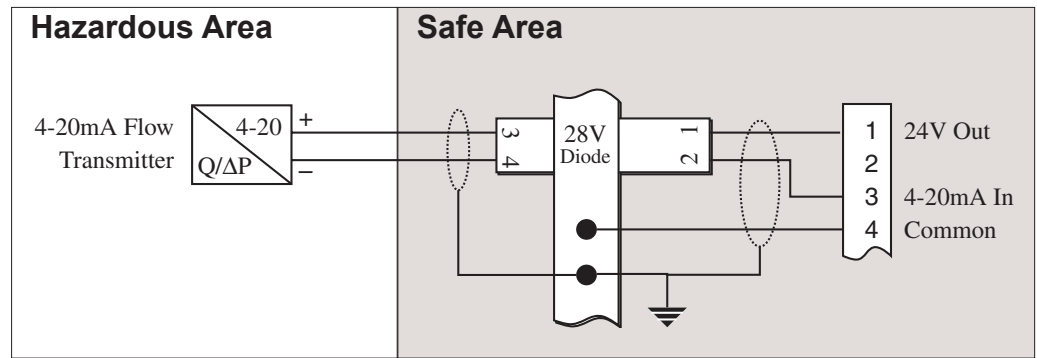 Hazardous Area
Safe Area
4-20mA Flow
Transmitter
4-20
Q/ΔP
+
–
3
4
28V
Diode
1
2
1
2
3
4
24V Out
4-20mA In
Common